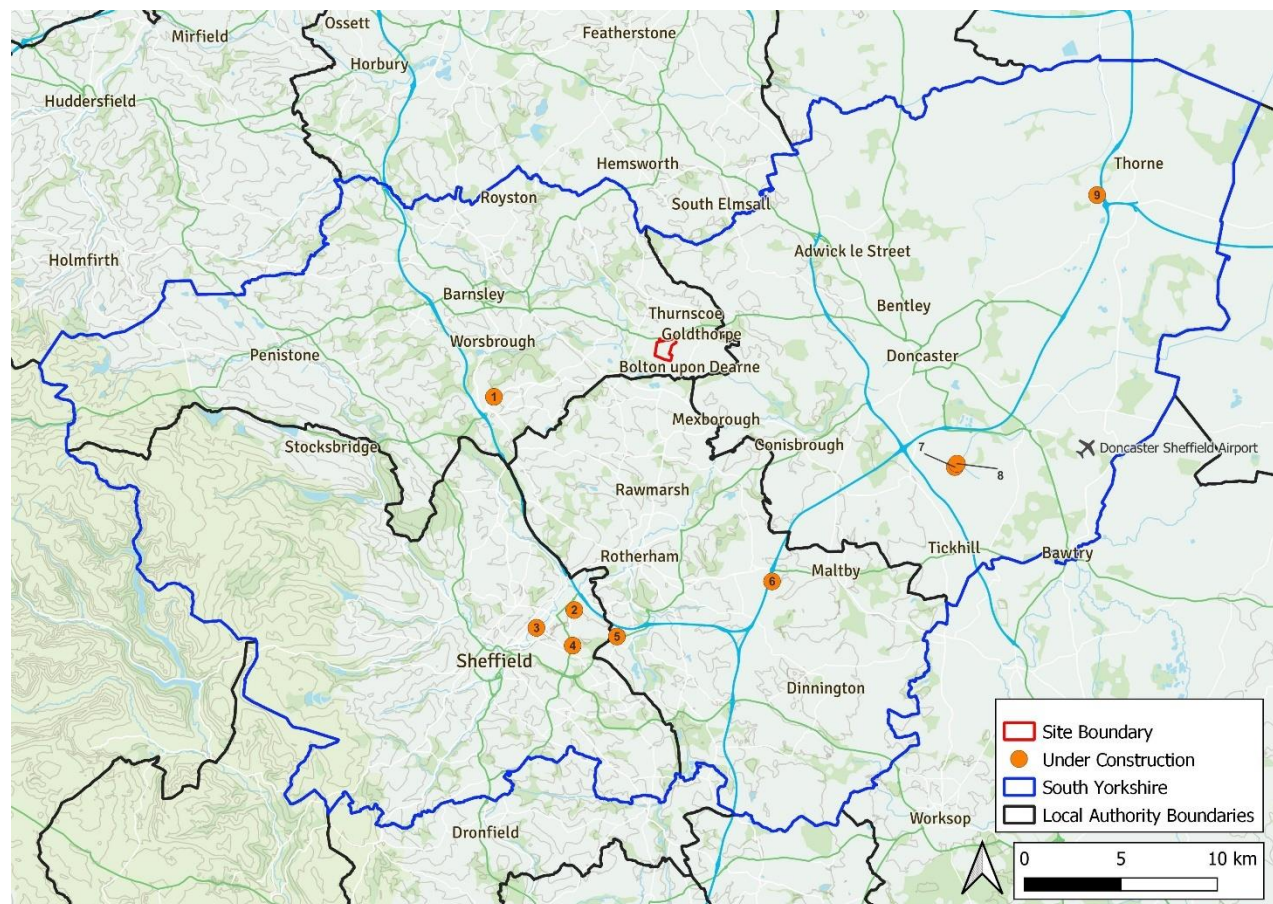 Ossett
Mirfield
Featherstone
Horbury
Huddersfield
Hemsworth
Thorne
Royston
9
South Elmsall
Holmfirth
Adwick le Street
Barnsley
Bentley
Thurnscoe
Goldthorpe
Worsbrough
Penistone
Doncaster
Bolton upon Dearne
1
Mexborough
Stocksbridge
Conisbrough
7
Doncaster Sheffield Airport
8
Rawmarsh
Rotherham
Tickhill
Bawtry
Maltby
6
2
3
5
4
Sheffield
Dinnington
Site Boundary
Under Construction
South Yorkshire
Local Authority Boundaries
Worksop
Dronfield
0 5 10 km